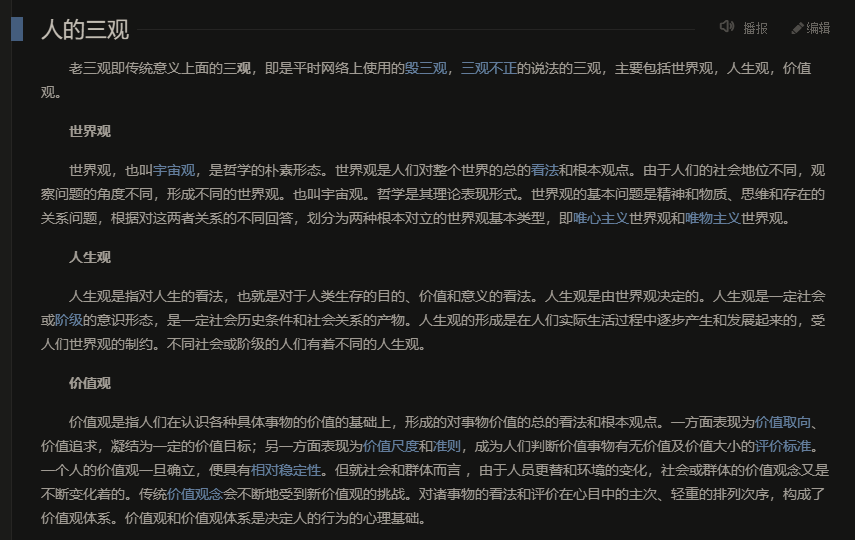 人的三观
播报 编辑
老三观即传统意义上面的三观，即是平时网络上使用的毁三观，三观不正的说法的三观，主要包括世界观，人生观，价值
观。
世界观
世界观，也叫宇宙观，是哲学的朴素形态。世界观是人们对整个世界的总的看法和根本观点。由于人们的社会地位不同，观
察问题的角度不同，形成不同的世界观。也叫宇宙观。哲学是其理论表现形式。世界观的基本问题是精神和物质、思维和存在的
关系问题，根据对这两者关系的不同回答，划分为两种根本对立的世界观基本类型，即唯心主义世界观和唯物主义世界观。
人生观
人生观是指对人生的看法，也就是对于人类生存的目的、价值和意义的看法。人生观是由世界观决定的。人生观是一定社会
或阶级的意识形态，是一定社会历史条件和社会关系的产物。人生观的形成是在人们实际生活过程中逐步产生和发展起来的，受
人们世界观的制约。不同社会或阶级的人们有着不同的人生观。
价值观
价值观是指人们在认识各种具体事物的价值的基础上，形成的对事物价值的总的看法和根本观点。一方面表现为价值取向、
价值追求，凝结为一定的价值目标；另一方面表现为价值尺度和准则，成为人们判断价值事物有无价值及价值大小的评价标准。
一个人的价值观一旦确立，便具有相对稳定性。但就社会和群体而言 ，由于人员更替和环境的变化，社会或群体的价值观念又是
不断变化着的。传统价值观念会不断地受到新价值观的挑战。对诸事物的看法和评价在心目中的主次、轻重的排列次序，构成了
价值观体系。价值观和价值观体系是决定人的行为的心理基础。